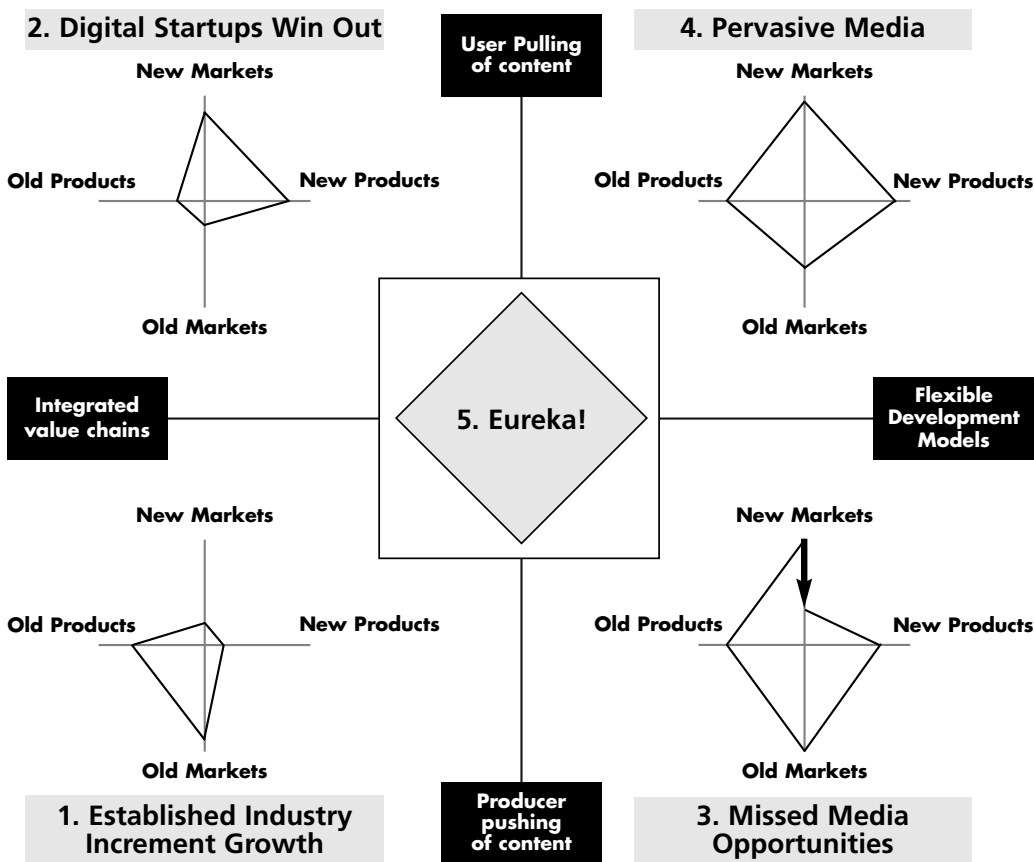 2. Digital Startups Win Out
New Markets
Old Products
New Products
Old Markets
User Pulling
of content
4. Pervasive Media
New Markets
Old Products
New Products
Old Markets
Integrated
value chains
5. Eureka!
Flexible
Development
Models
New Markets
Old Products
New Products
Old Markets
1. Established Industry
Increment Growth
Producer
pushing
of content
New Markets
Old Products
New Products
Old Markets
3. Missed Media
Opportunities